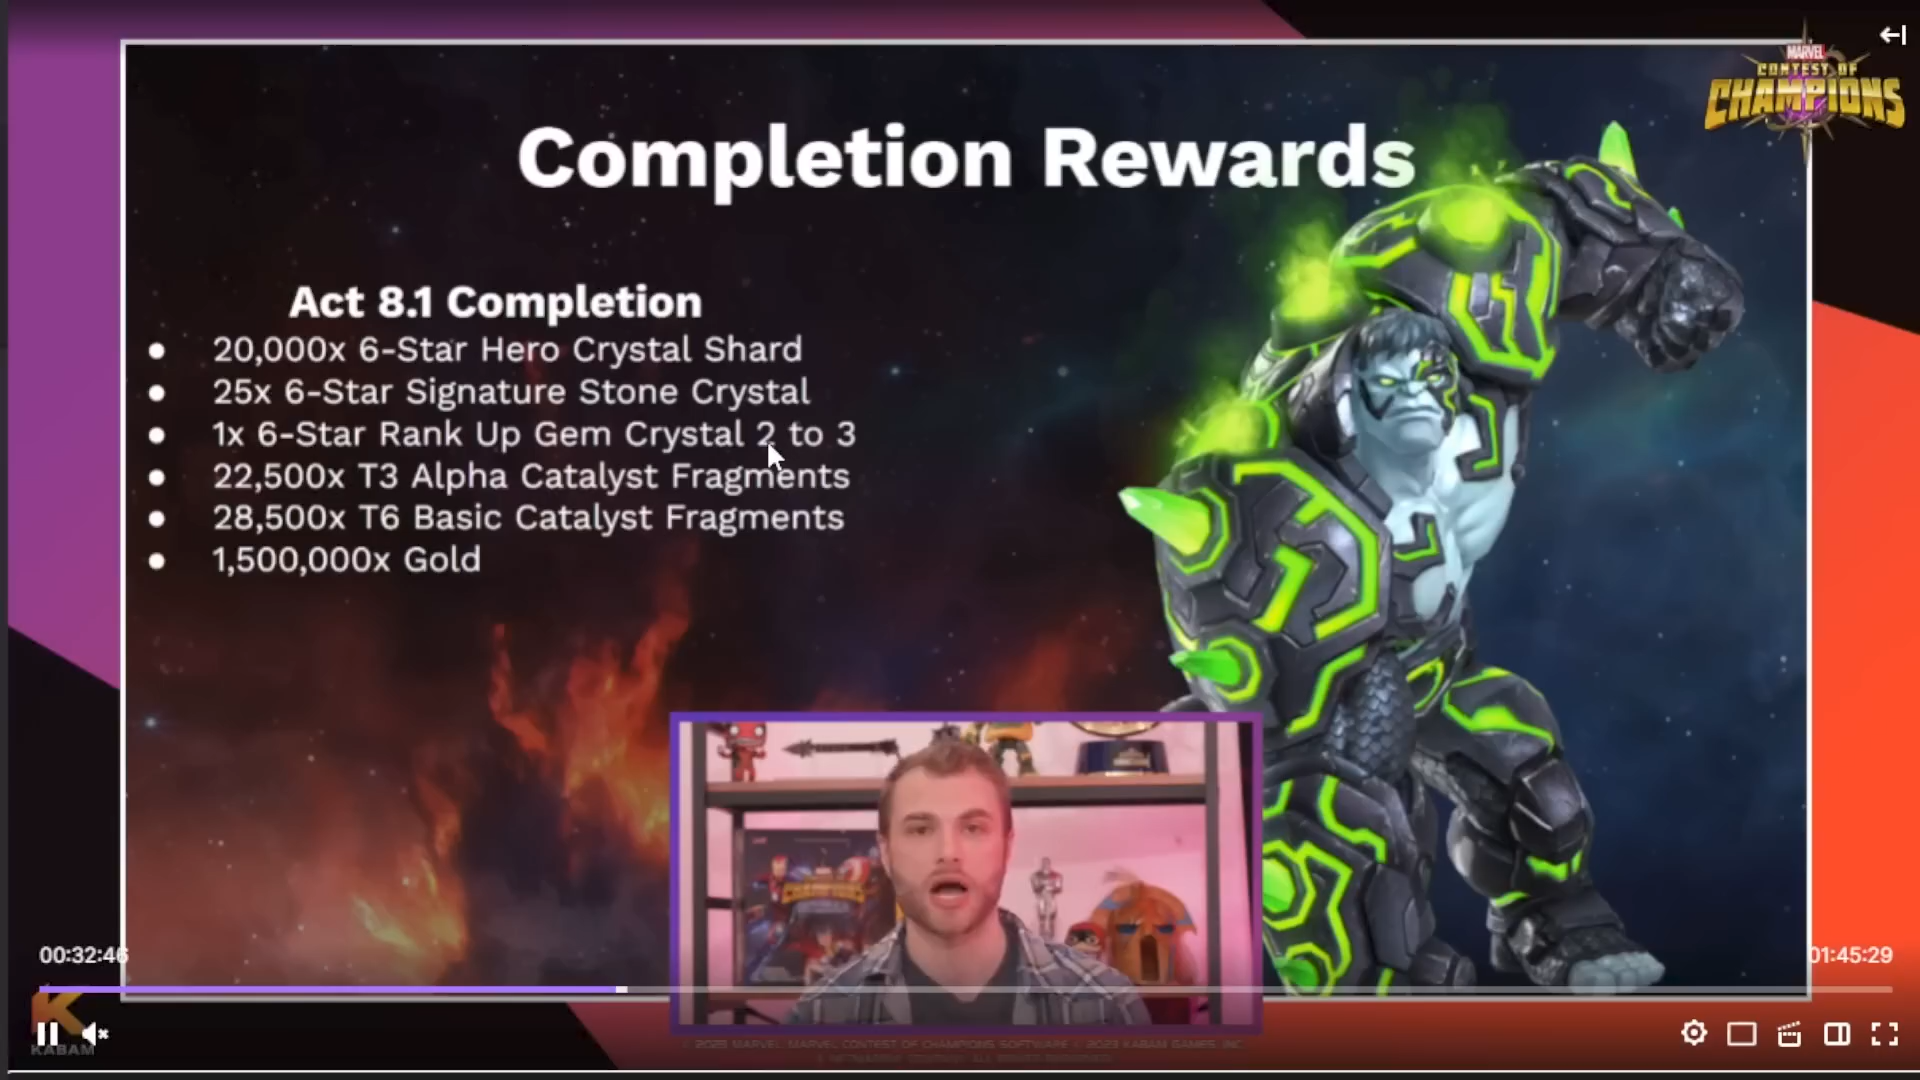 MARVEL
CONTEST OF
CHAMPIONS
Completion Rewards
Act 8.1 Completion
20,000x 6-Star Hero Crystal Shard
25x 6-Star Signature Stone Crystal
1x 6-Star Rank Up Gem Crystal 2 to 3
22,500x T3 Alpha Catalyst Fragments
28,500x T6 Basic Catalyst Fragments
1,500,000x Gold
CHAMPIONS
00:32:46
01:45:29
KABAM